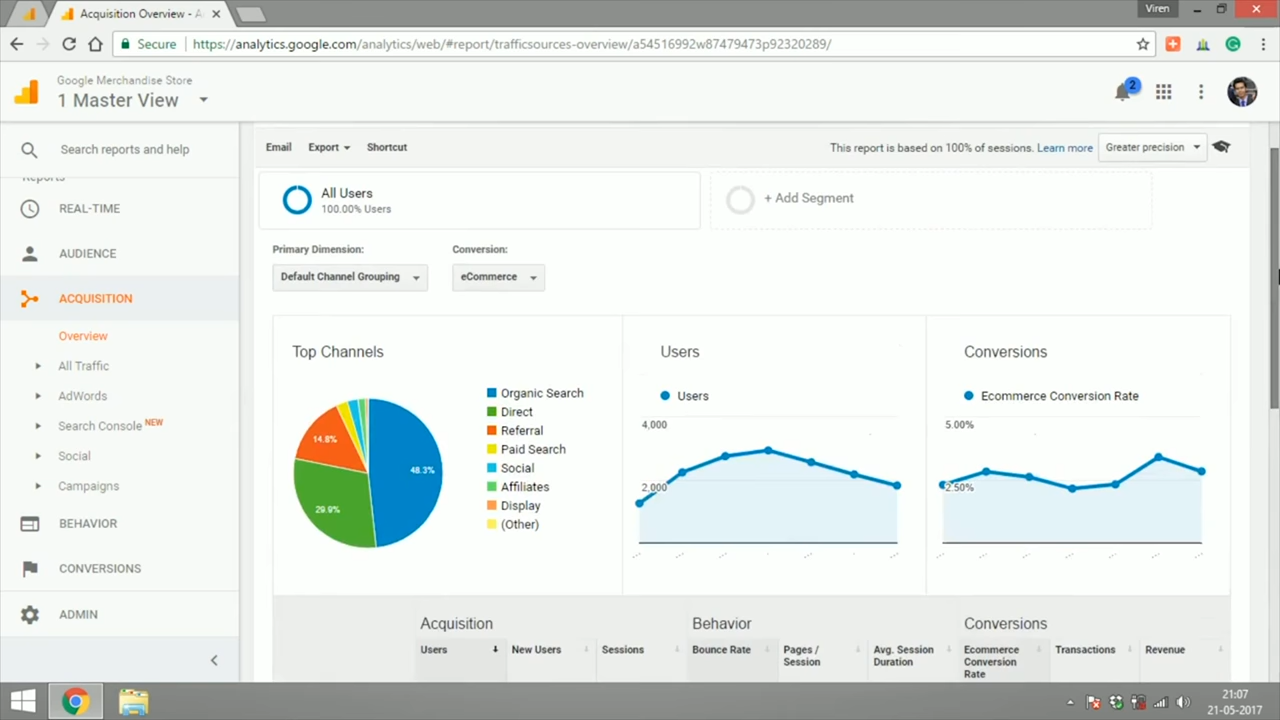 Acquisition Overview - A
Viren
Secure
https://analytics.google.com/analytics/web/#report/trafficsources-overview/a54516992w87479473p92320289/
Google Merchandise Store
1 Master View
2
Search reports and help
Reports
REAL-TIME
AUDIENCE
ACQUISITION
Overview
All Traffic
AdWords
Search Console NEW
Social
Campaigns
BEHAVIOR
CONVERSIONS
ADMIN
Email Export Shortcut
This report is based on 100% of sessions. Learn more Greater precision
All Users
100.00% Users
+ Add Segment
Primary Dimension: Conversion:
Default Channel Grouping eCommerce
Top Channels
Organic Search
Direct
Referral
Paid Search
Social
Affiliates
Display
(Other)
14.8%
48.3%
29.9%
Users
Users
4,000
2,000
Conversions
Ecommerce Conversion Rate
5.00%
2.50%
Acquisition Behavior Conversions
Users New Users Sessions Bounce Rate
Pages / Session
Avg. Session Duration
Ecommerce Conversion Rate
Transactions Revenue
21:07
21-05-2017